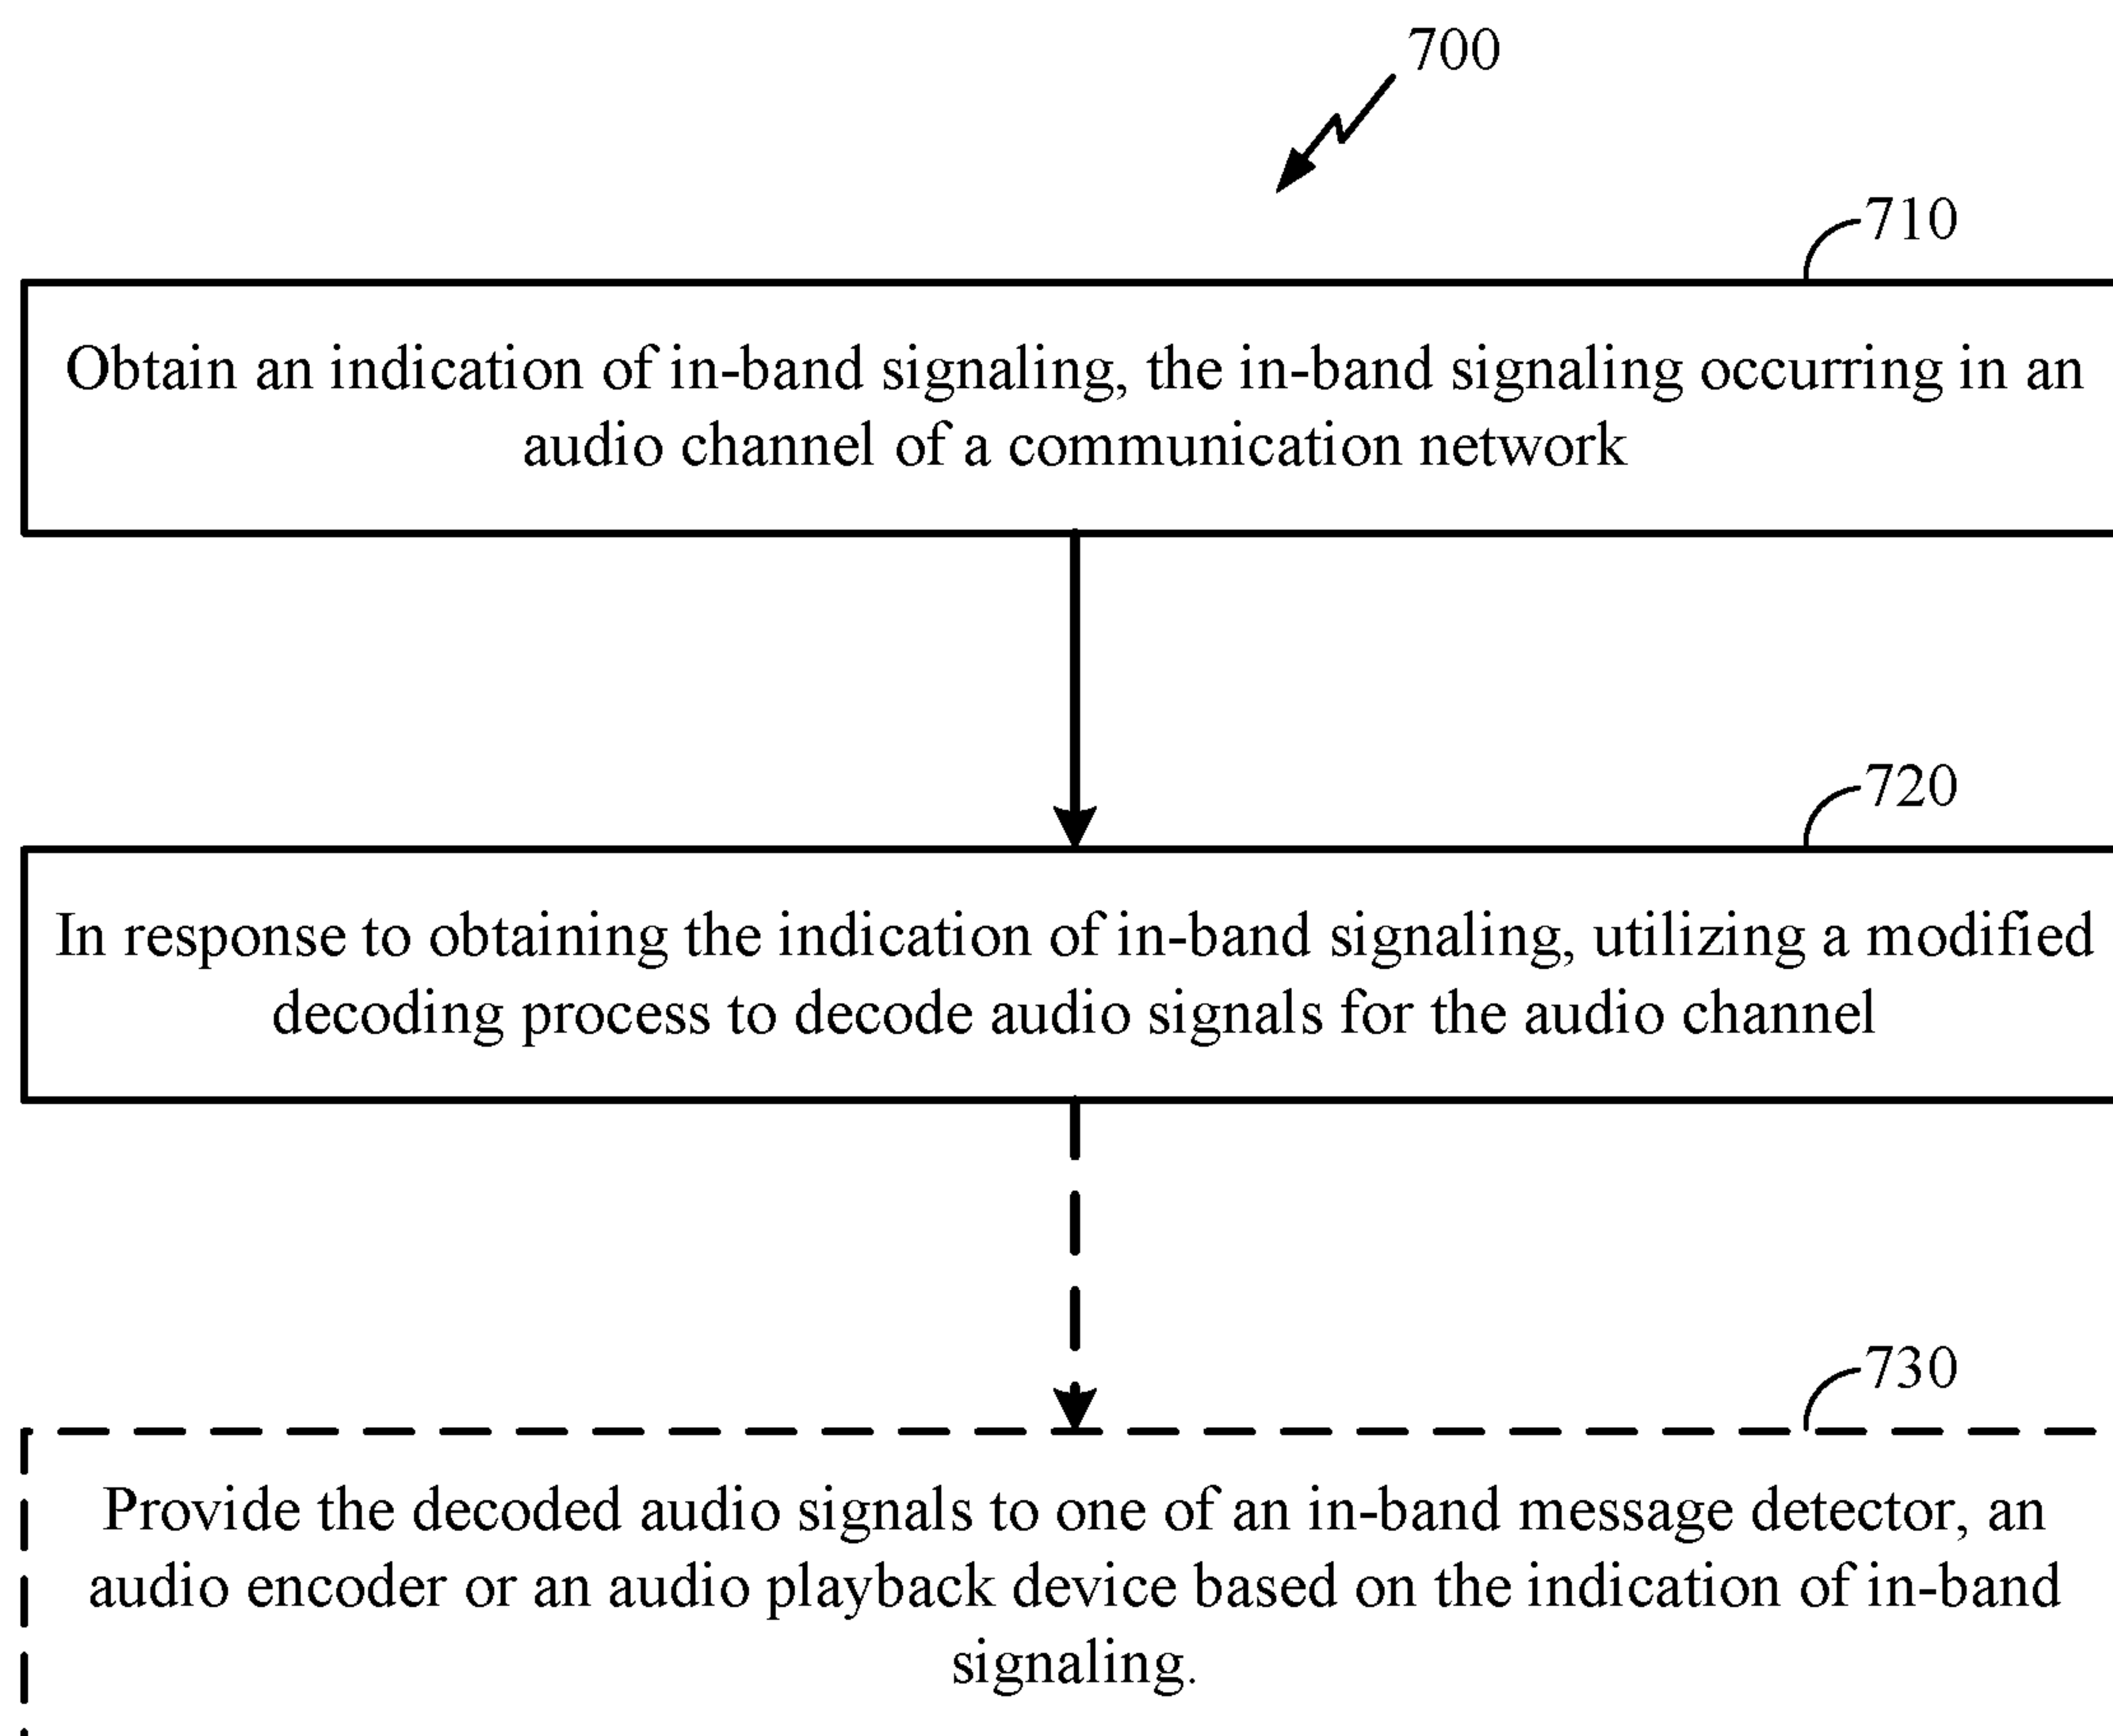 700
710
Obtain an indication of in-band signaling, the in-band signaling occurring in an
audio channel of a communication network
720
In response to obtaining the indication of in-band signaling, utilizing a modified
decoding process to decode audio signals for the audio channel
730
Provide the decoded audio signals to one of an in-band message detector, an
audio encoder or an audio playback device based on the indication of in-band
signaling.